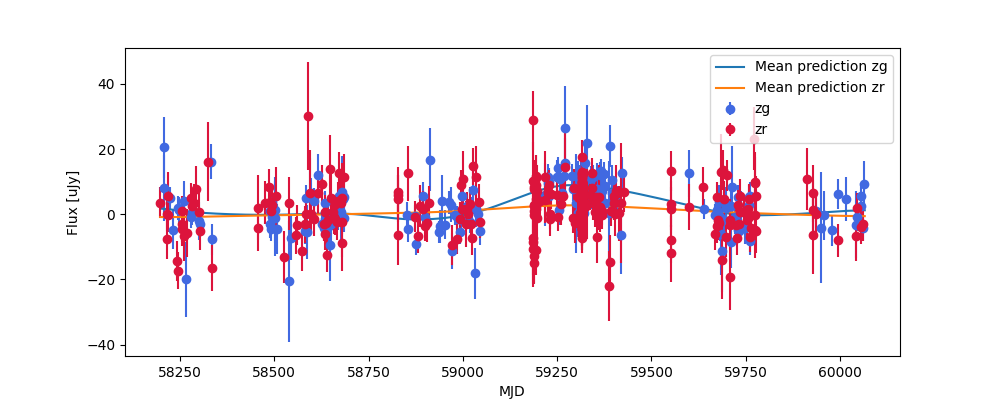 Mean prediction zg
Mean prediction zr
zg
zr
Flux [uJy]
40
20
0
−20
−40
58250
58500
58750
59000
59250
59500
59750
60000
MJD